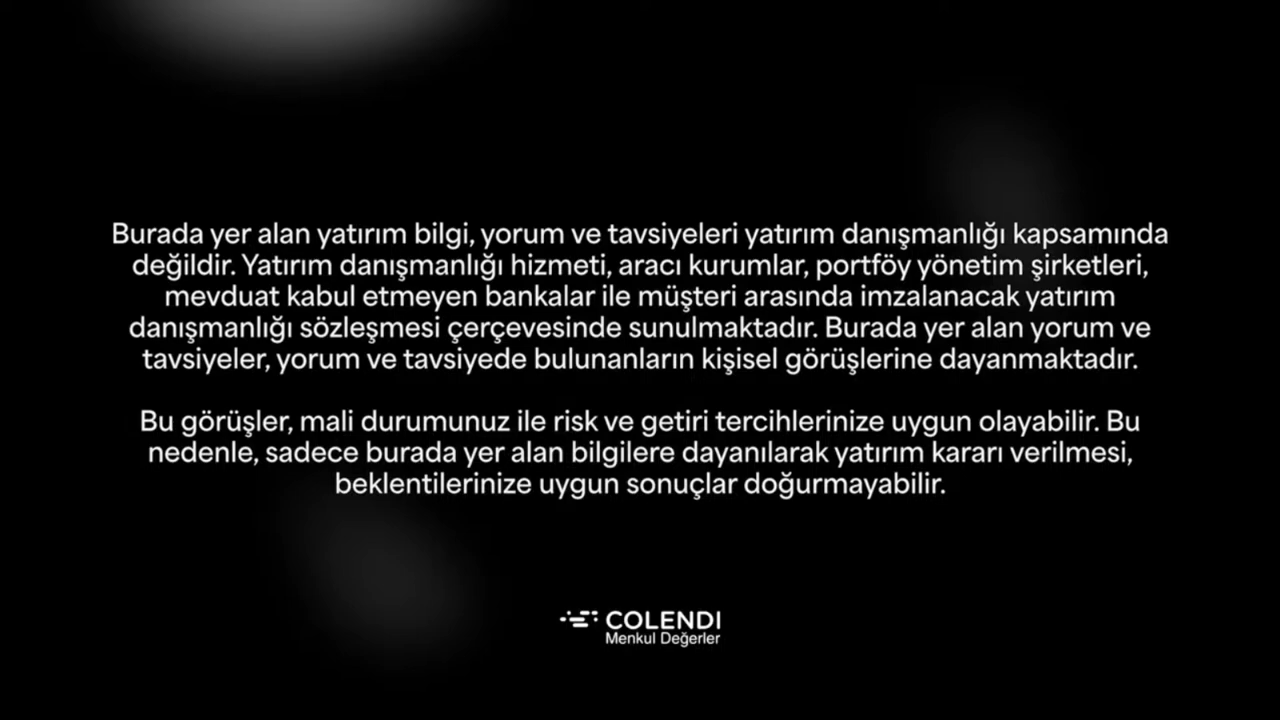 Burada yer alan yatırım bilgi, yorum ve tavsiyeleri yatırım danışmanlığı kapsamında
değildir. Yatırım danışmanlığı hizmeti, aracı kurumlar, portföy yönetim şirketleri,
mevduat kabul etmeyen bankalar ile müşteri arasında imzalanacak yatırım
danışmanlığı sözleşmesi çerçevesinde sunulmaktadır. Burada yer alan yorum ve
tavsiyeler, yorum ve tavsiyede bulunanların kişisel görüşlerine dayanmaktadır.
Bu görüşler, mali durumunuz ile risk ve getiri tercihlerinize uygun olayabilir. Bu
nedenle, sadece burada yer alan bilgilere dayanılarak yatırım kararı verilmesi,
beklentilerinize uygun sonuçlar doğurmayabilir.
COLENDI
Menkul Değerler